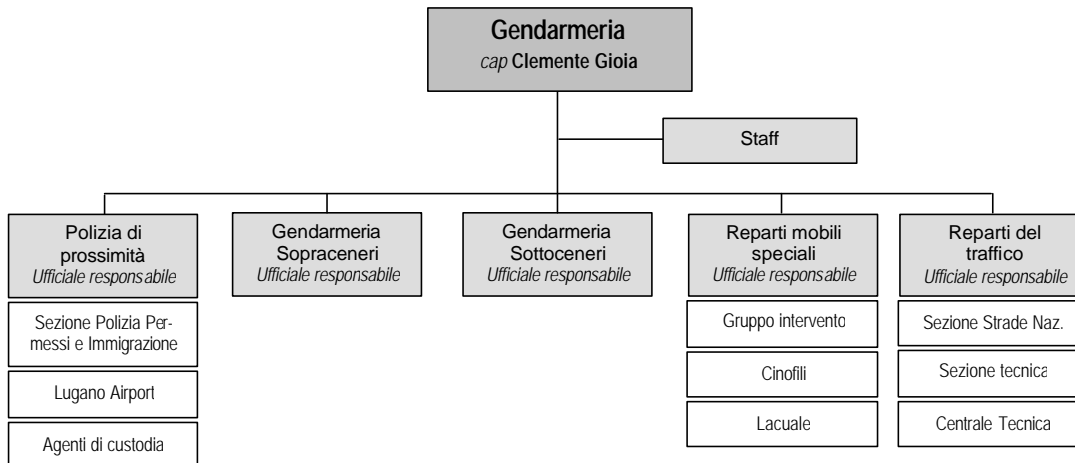 Gendarmeria
cap Clemente Gioia
Staff
Polizia di
prossimità
Ufficiale responsabile
Sezione Polizia Per-
messi e Immigrazione
Lugano Airport
Agenti di custodia
Gendarmeria
Sopraceneri
Ufficiale responsabile
Gendarmeria
Sottoceneri
Ufficiale responsabile
Reparti mobili
speciali
Ufficiale responsabile
Gruppo intervento
Cinofili
Lacuale
Reparti del
traffico
Ufficiale responsabile
Sezione Strade Naz.
Sezione tecnica
Centrale Tecnica